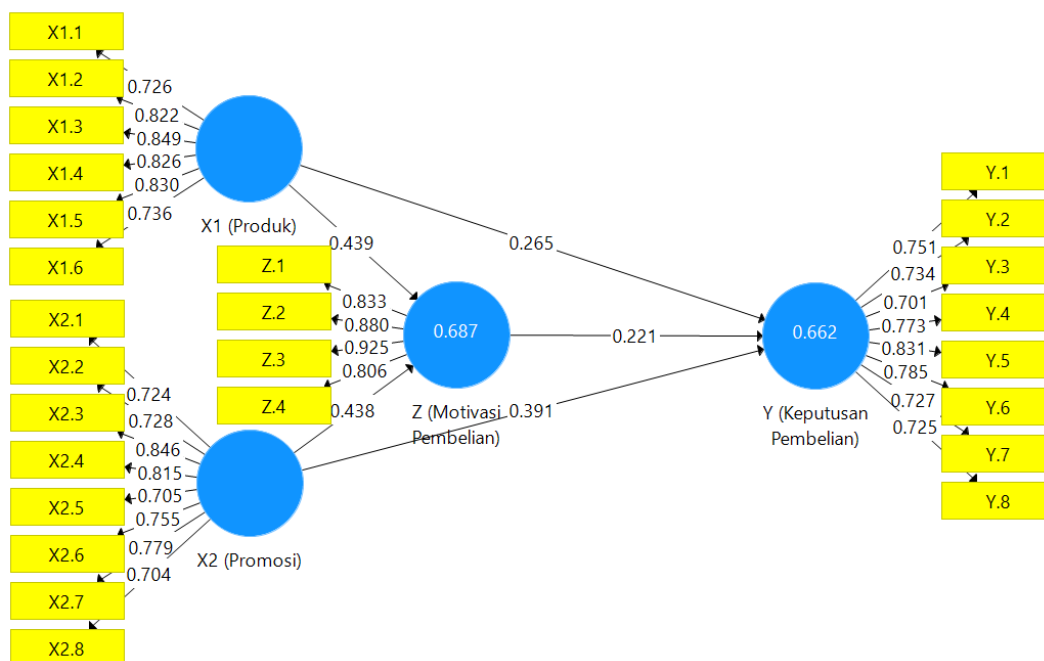 X1.1
X1.2
X1.3
X1.4
X1.5
X1.6
0.726
0.822
0.849
0.826
0.830
0.736
X1 (Produk)
0.439
0.265
Z.1
Z.2
Z.3
Z.4
0.833
0.880
0.925
0.806
0.438
0.687
Z (Motivasi
Pembelian)
0.221
0.391
X2.1
X2.2
X2.3
X2.4
X2.5
X2.6
X2.7
X2.8
0.724
0.728
0.846
0.815
0.705
0.755
0.779
0.704
X2 (Promosi)
0.662
Y (Keputusan
Pembelian)
0.751
0.734
0.701
0.773
0.831
0.785
0.727
0.725
Y.1
Y.2
Y.3
Y.4
Y.5
Y.6
Y.7
Y.8